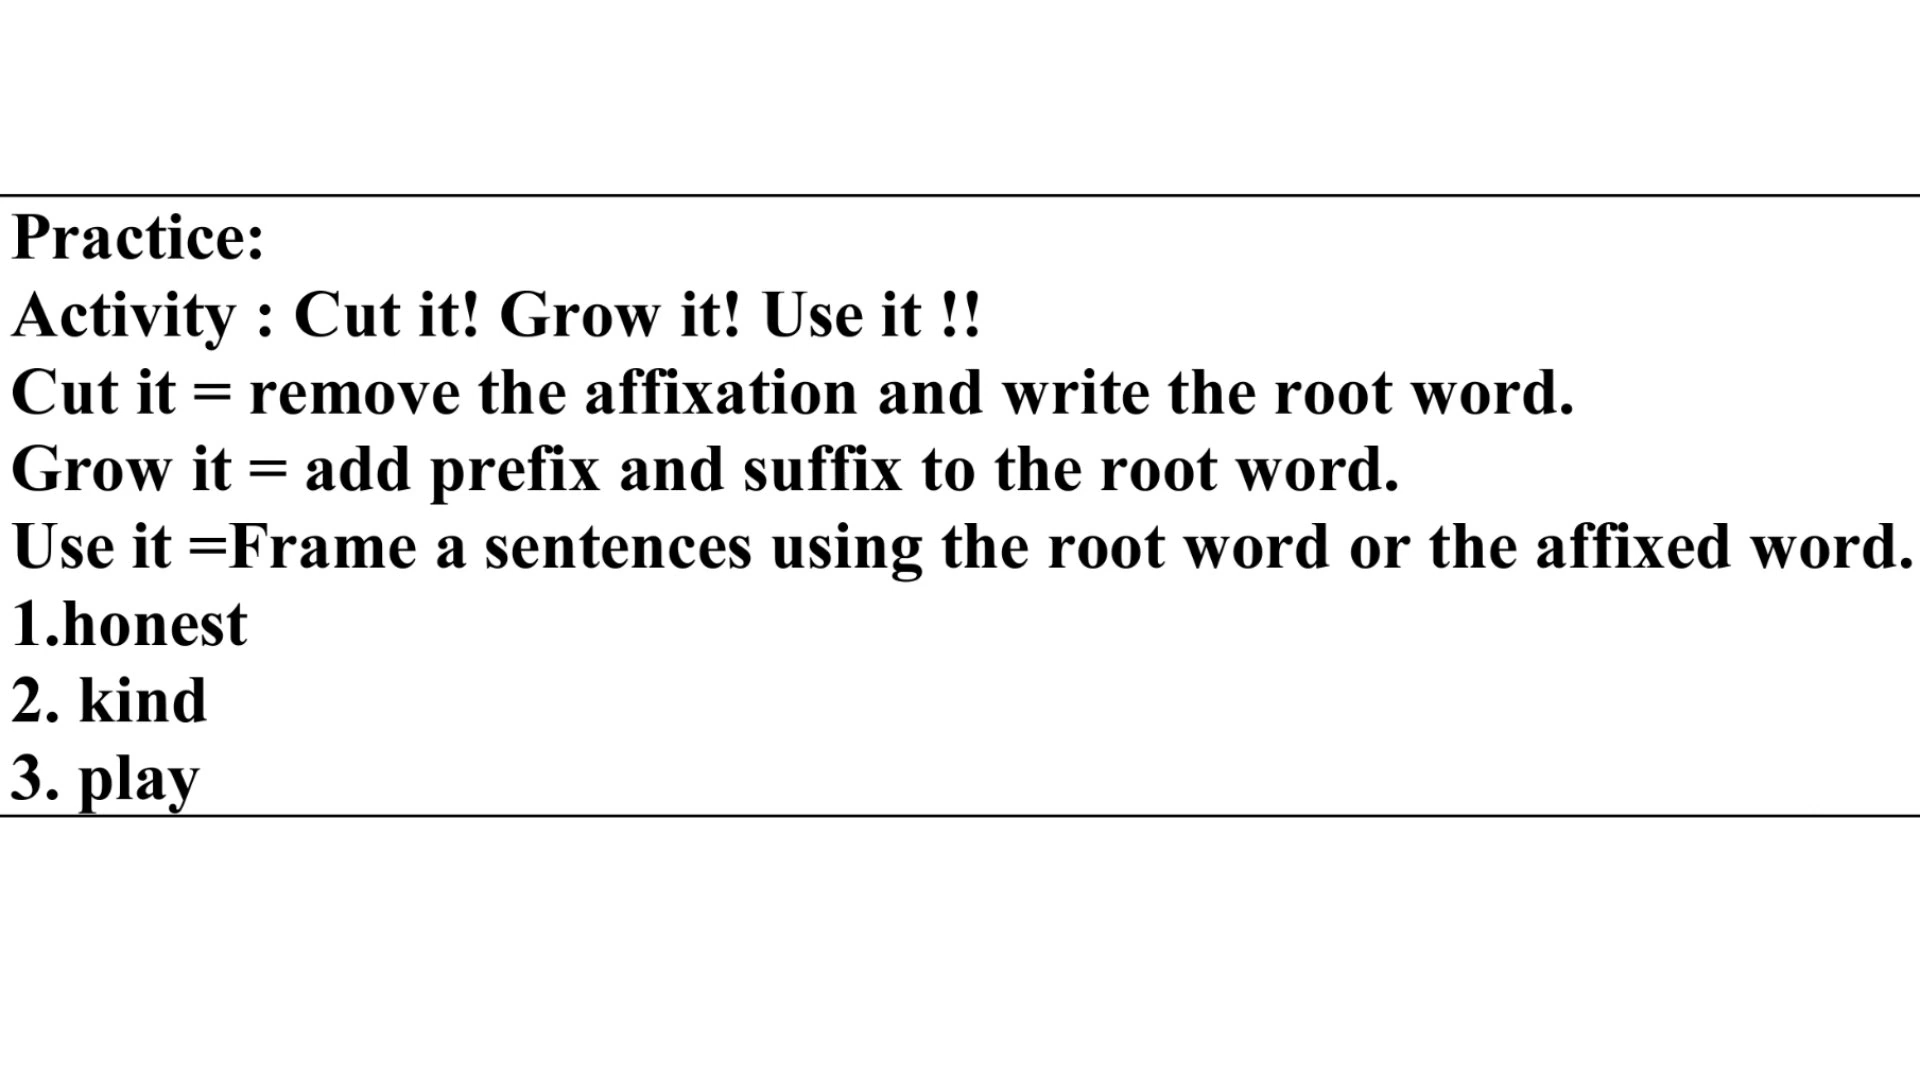 Practice:
Activity : Cut it! Grow it! Use it !!
Cut it = remove the affixation and write the root word.
Grow it = add prefix and suffix to the root word.
Use it =Frame a sentences using the root word or the affixed word.
1.honest
2. kind
3. play